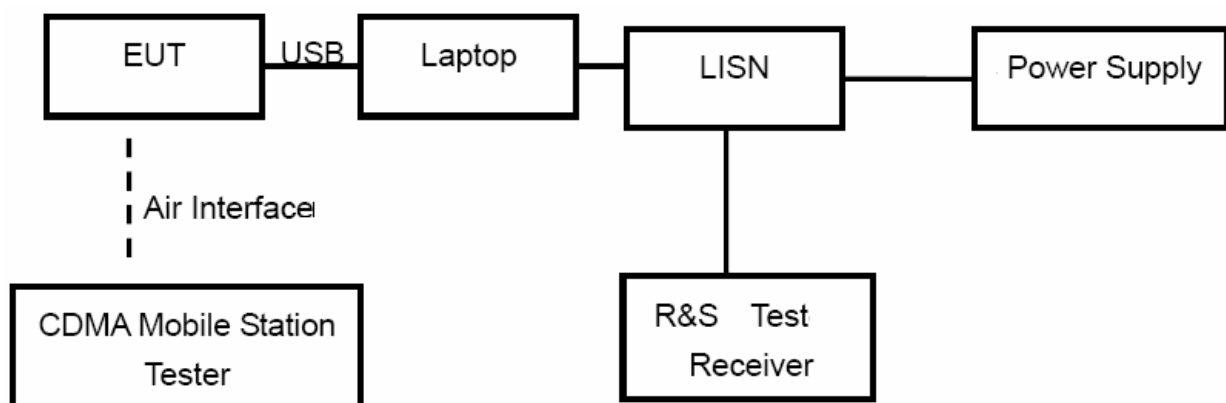 EUT
USB
Laptop
LISN
Power Supply
Air Interface
CDMA Mobile Station
Tester
R&S Test
Receiver